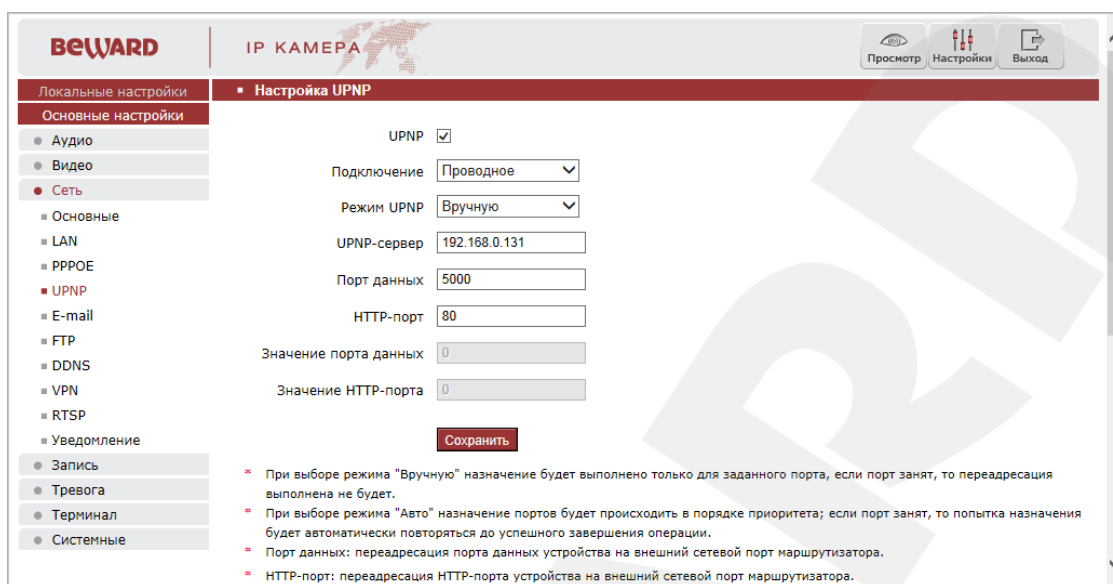 BEWARD
IP КАМЕРА
Просмотр
Настройки
Выход
Локальные настройки
Основные настройки
Аудио
Видео
Сеть
Основные
LAN
PPPOE
UPNP
E-mail
FTP
DDNS
VPN
RTSP
Уведомление
Запись
Тревога
Терминал
Системные
Настройка UPNP
UPNP
Подключение Проводное
Режим UPNP Вручную
UPNP-сервер 192.168.0.131
Порт данных 5000
HTTP-порт 80
Значение порта данных 0
Значение HTTP-порта 0
Сохранить
* При выборе режима "Вручную" назначение будет выполнено только для заданного порта, если порт занят, то переадресация
выполнена не будет.
* При выборе режима "Авто" назначение портов будет происходить в порядке приоритета; если порт занят, то попытка назначения
будет автоматически повторяться до успешного завершения операции.
* Порт данных: переадресация порта данных устройства на внешний сетевой порт маршрутизатора.
* HTTP-порт: переадресация HTTP-порта устройства на внешний сетевой порт маршрутизатора.